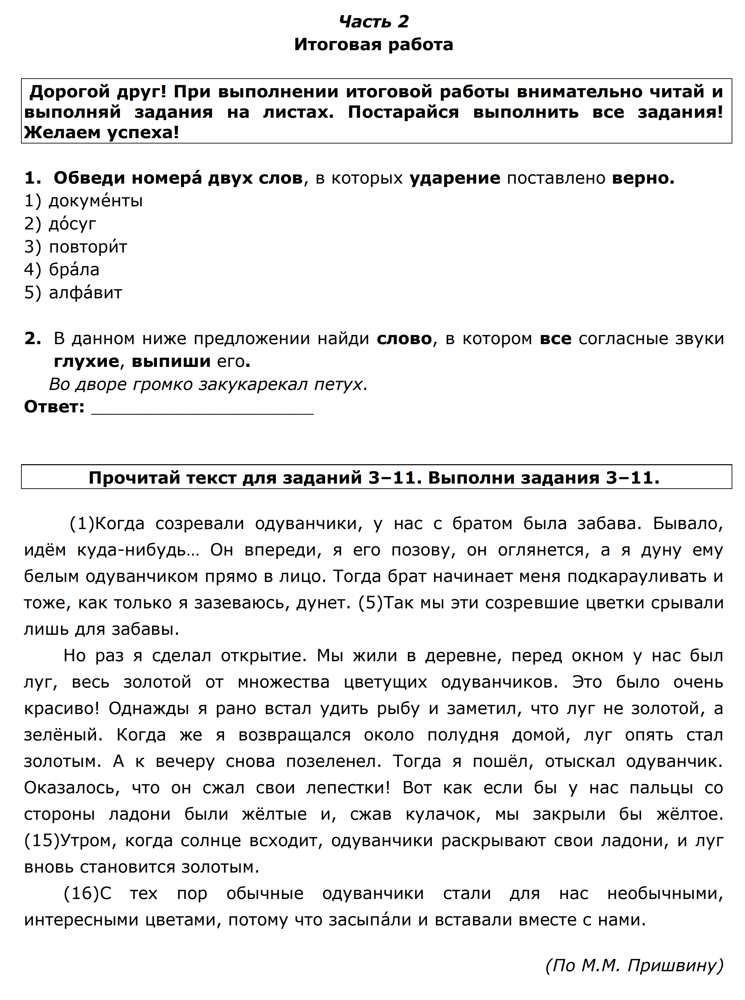 Часть 2
Итоговая работа
Дорогой друг! При выполнении итоговой работы внимательно читай и
выполняй задания на листах. Постарайся выполнить все задания!
Желаем успеха!
1. Обведи номера́ двух слов, в которых ударение поставлено верно.
1) докуме́нты
2) до́суг
3) повтори́т
4) бра́ла
5) алфа́вит
2. В данном ниже предложении найди слово, в котором все согласные звуки
глухие, выпиши его.
Во дворе громко закукарекал петух.
Ответ: ________________________
Прочитай текст для заданий 3–11. Выполни задания 3–11.
(1)Когда созревали одуванчики, у нас с братом была забава. Бывало,
идём куда-нибудь… Он впереди, я его позову, он оглянется, а я дуну ему
белым одуванчиком прямо в лицо. Тогда брат начинает меня подкарауливать и
тоже, как только я зазеваюсь, дунет. (5)Так мы эти созревшие цветки срывали
лишь для забавы.
Но раз я сделал открытие. Мы жили в деревне, перед окном у нас был
луг, весь золотой от множества цветущих одуванчиков. Это было очень
красиво! Однажды я рано встал удить рыбу и заметил, что луг не золотой, а
зелёный. Когда же я возвращался около полудня домой, луг опять стал
золотым. А к вечеру снова позеленел. Тогда я пошёл, отыскал одуванчик.
Оказалось, что он сжал свои лепестки! Вот как если бы у нас пальцы со
стороны ладони были жёлтые и, сжав кулачок, мы закрыли бы жёлтое.
(15)Утром, когда солнце всходит, одуванчики раскрывают свои ладони, и луг
вновь становится золотым.
(16)С тех пор обычные одуванчики стали для нас необычными,
интересными цветами, потому что засыпа́ли и вставали вместе с нами.
(По М.М. Пришвину)